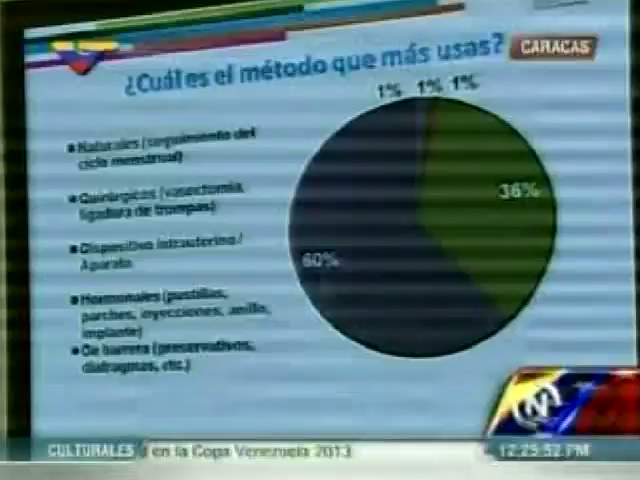 ¿Cuál es el método que más usas?
CARACAS
1% 1% 1%
Naturales (seguimiento del
ciclo menstrual)
36%
Quirúrgicos (vasectomía,
ligadura de trompas)
Dispositivo intrauterino/
Aparato
60%
Hormonales (pastillas,
parches, inyecciones, anillo,
implante)
De barrera (preservativos,
diafragmas, etc.)
CULTURALES
en la Copa Venezuela 2013
12:25:52 PM